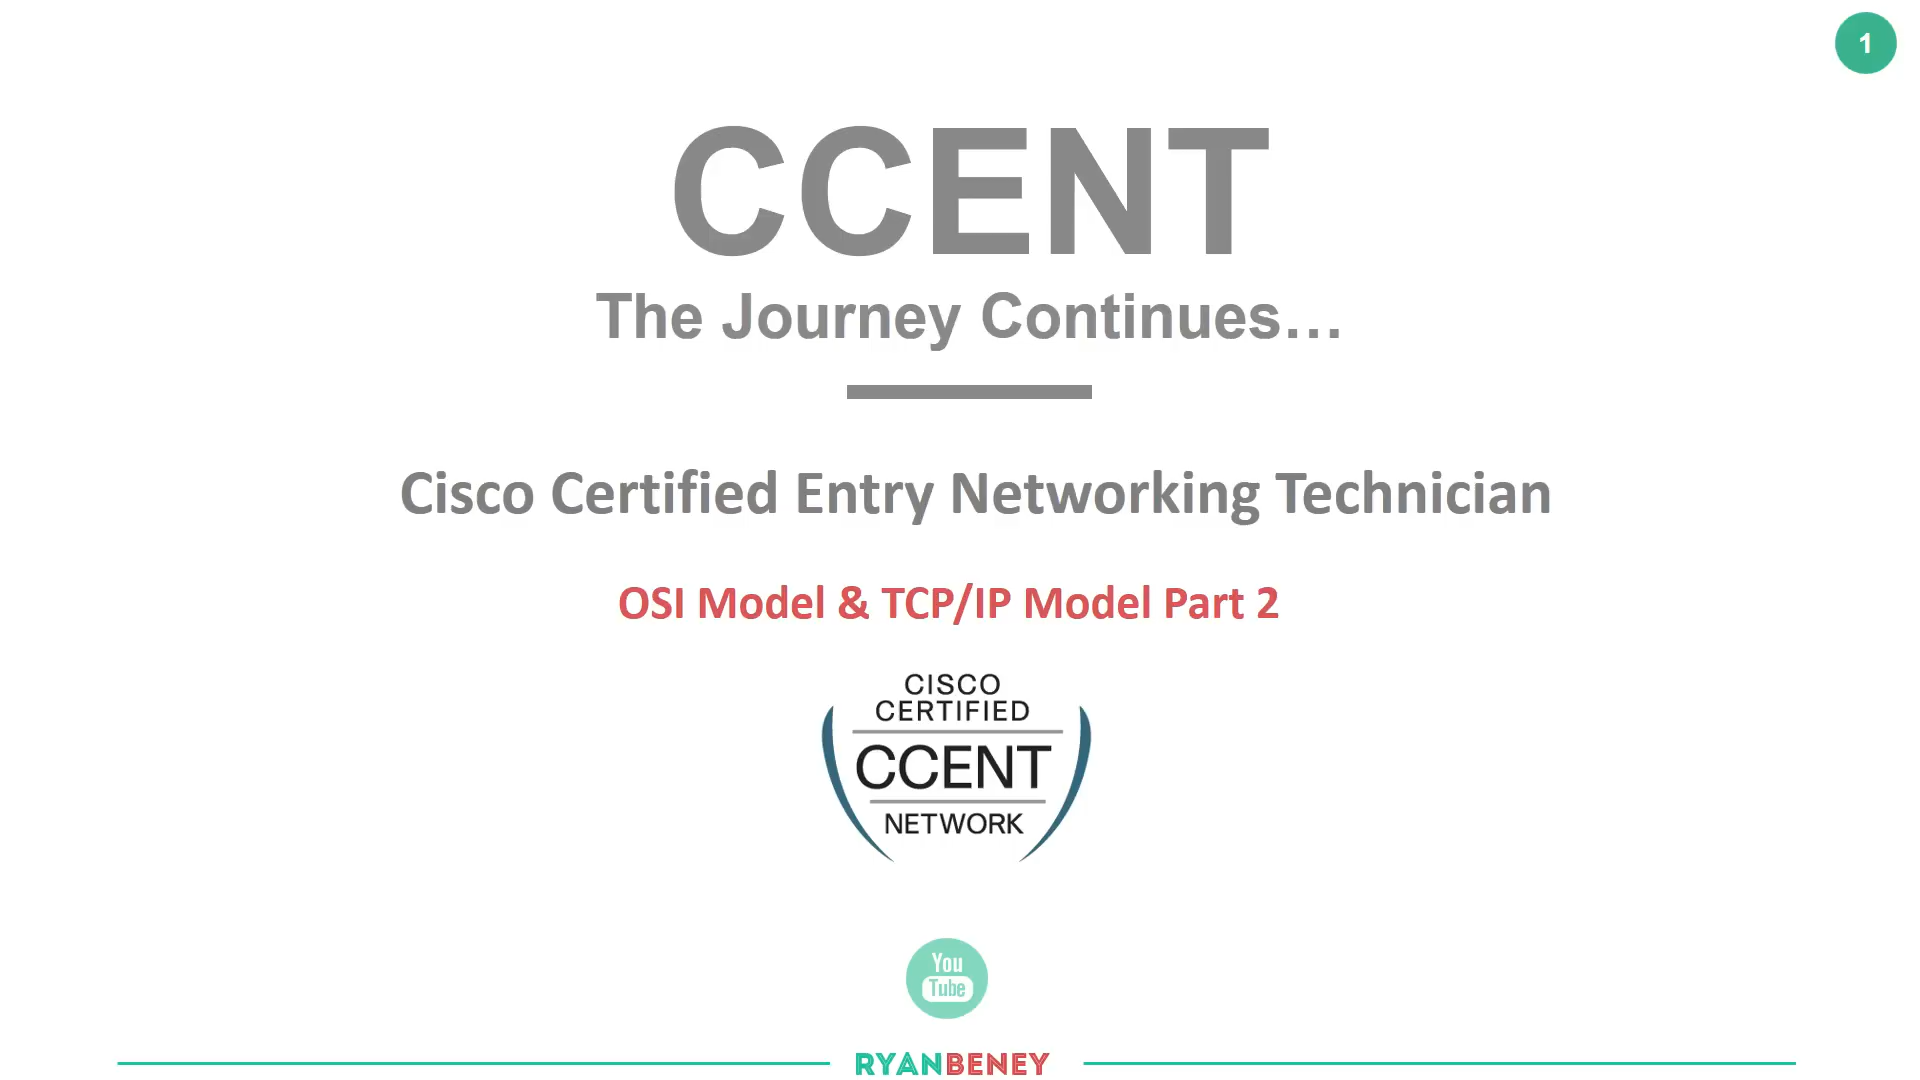 1
CCENT
The Journey Continues...
Cisco Certified Entry Networking Technician
OSI Model & TCP/IP Model Part 2
CISCO
CERTIFIED
CCENT
NETWORK
You
Tube
RYANBENEY